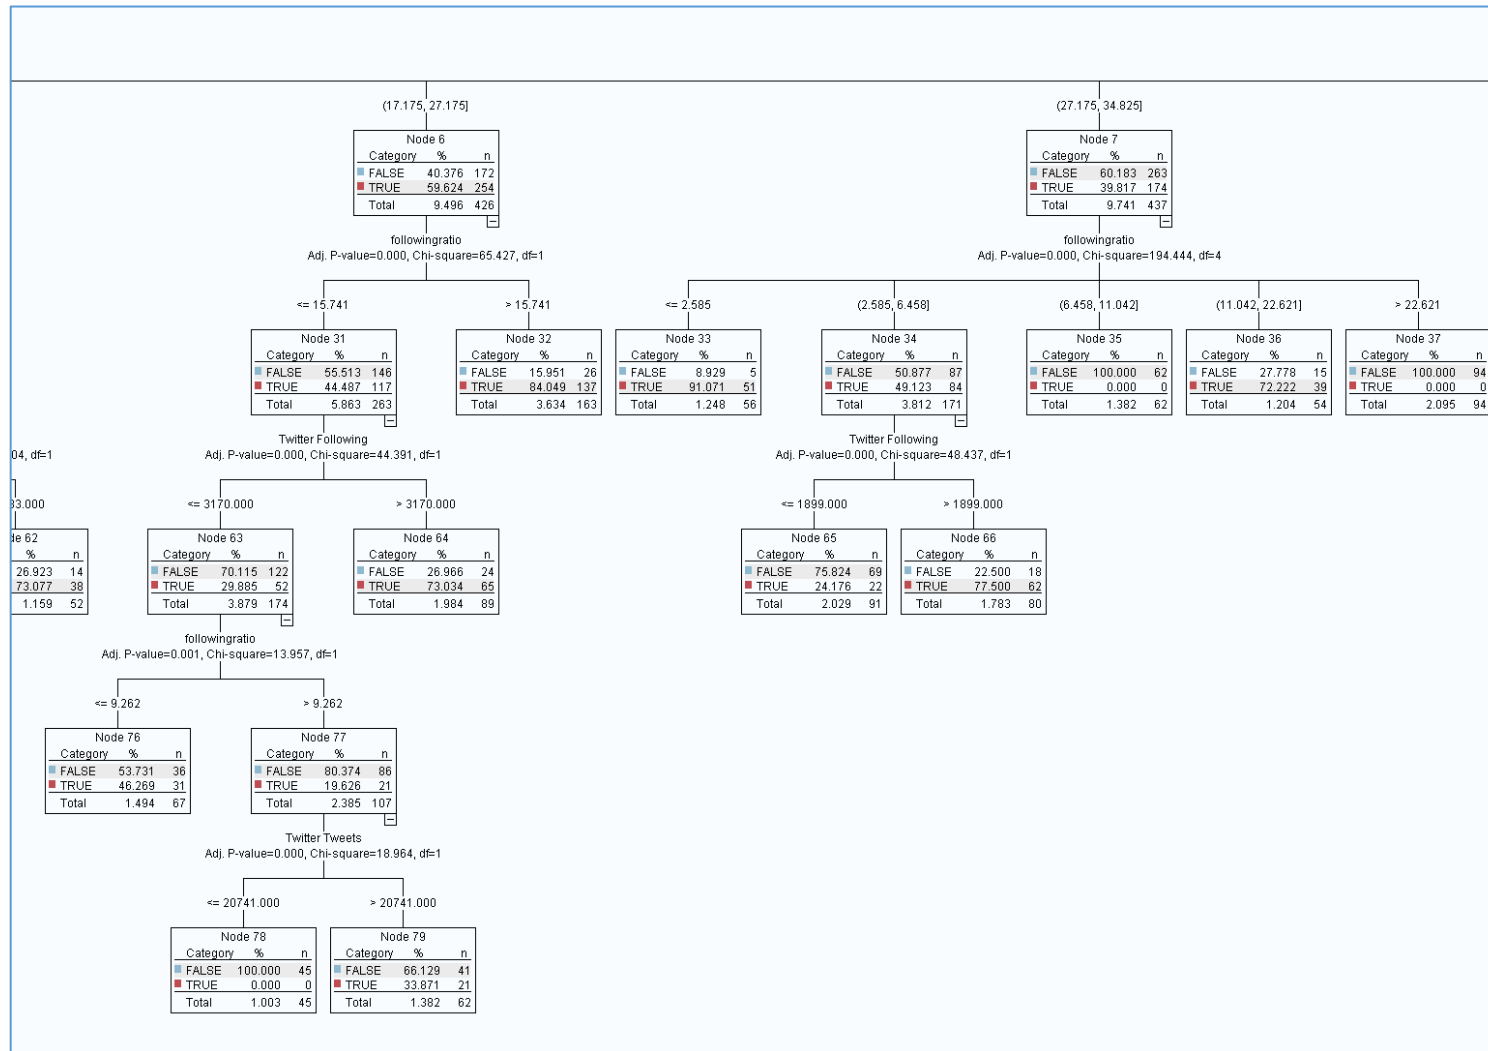 (17.175, 27.175]
(27.175, 34.825]
Node 6
Category % n
FALSE 40.376 172
TRUE 59.624 254
Total 9.496 426
Node 7
Category % n
FALSE 60.183 263
TRUE 39.817 174
Total 9.741 437
followingratio
Adj. P-value=0.000, Chi-square=65.427, df=1
followingratio
Adj. P-value=0.000, Chi-square=194.444, df=4
<= 15.741
> 15.741
<= 2.585
(2.585, 6.458]
(6.458, 11.042]
(11.042, 22.621]
> 22.621
Node 31
Category % n
FALSE 55.513 146
TRUE 44.487 117
Total 5.863 263
Node 32
Category % n
FALSE 15.951 26
TRUE 84.049 137
Total 3.634 163
Node 33
Category % n
FALSE 8.929 5
TRUE 91.071 51
Total 1.248 56
Node 34
Category % n
FALSE 50.877 87
TRUE 49.123 84
Total 3.812 171
Node 35
Category % n
FALSE 100.000 62
TRUE 0.000 0
Total 1.382 62
Node 36
Category % n
FALSE 27.778 15
TRUE 72.222 39
Total 1.204 54
Node 37
Category % n
FALSE 100.000 94
TRUE 0.000 0
Total 2.095 94
04, df=1
Twitter Following
Adj. P-value=0.000, Chi-square=44.391, df=1
Twitter Following
Adj. P-value=0.000, Chi-square=48.437, df=1
33.000
<= 3170.000
> 3170.000
<= 1899.000
> 1899.000
de 62
% n
26.923 14
73.077 38
1.159 52
Node 63
Category % n
FALSE 70.115 122
TRUE 29.885 52
Total 3.879 174
Node 64
Category % n
FALSE 26.966 24
TRUE 73.034 65
Total 1.984 89
Node 65
Category % n
FALSE 75.824 69
TRUE 24.176 22
Total 2.029 91
Node 66
Category % n
FALSE 22.500 18
TRUE 77.500 62
Total 1.783 80
followingratio
Adj. P-value=0.001, Chi-square=13.957, df=1
<= 9.262
> 9.262
Node 76
Category % n
FALSE 53.731 36
TRUE 46.269 31
Total 1.494 67
Node 77
Category % n
FALSE 80.374 86
TRUE 19.626 21
Total 2.385 107
Twitter Tweets
Adj. P-value=0.000, Chi-square=18.964, df=1
<= 20741.000
> 20741.000
Node 78
Category % n
FALSE 100.000 45
TRUE 0.000 0
Total 1.003 45
Node 79
Category % n
FALSE 66.129 41
TRUE 33.871 21
Total 1.382 62